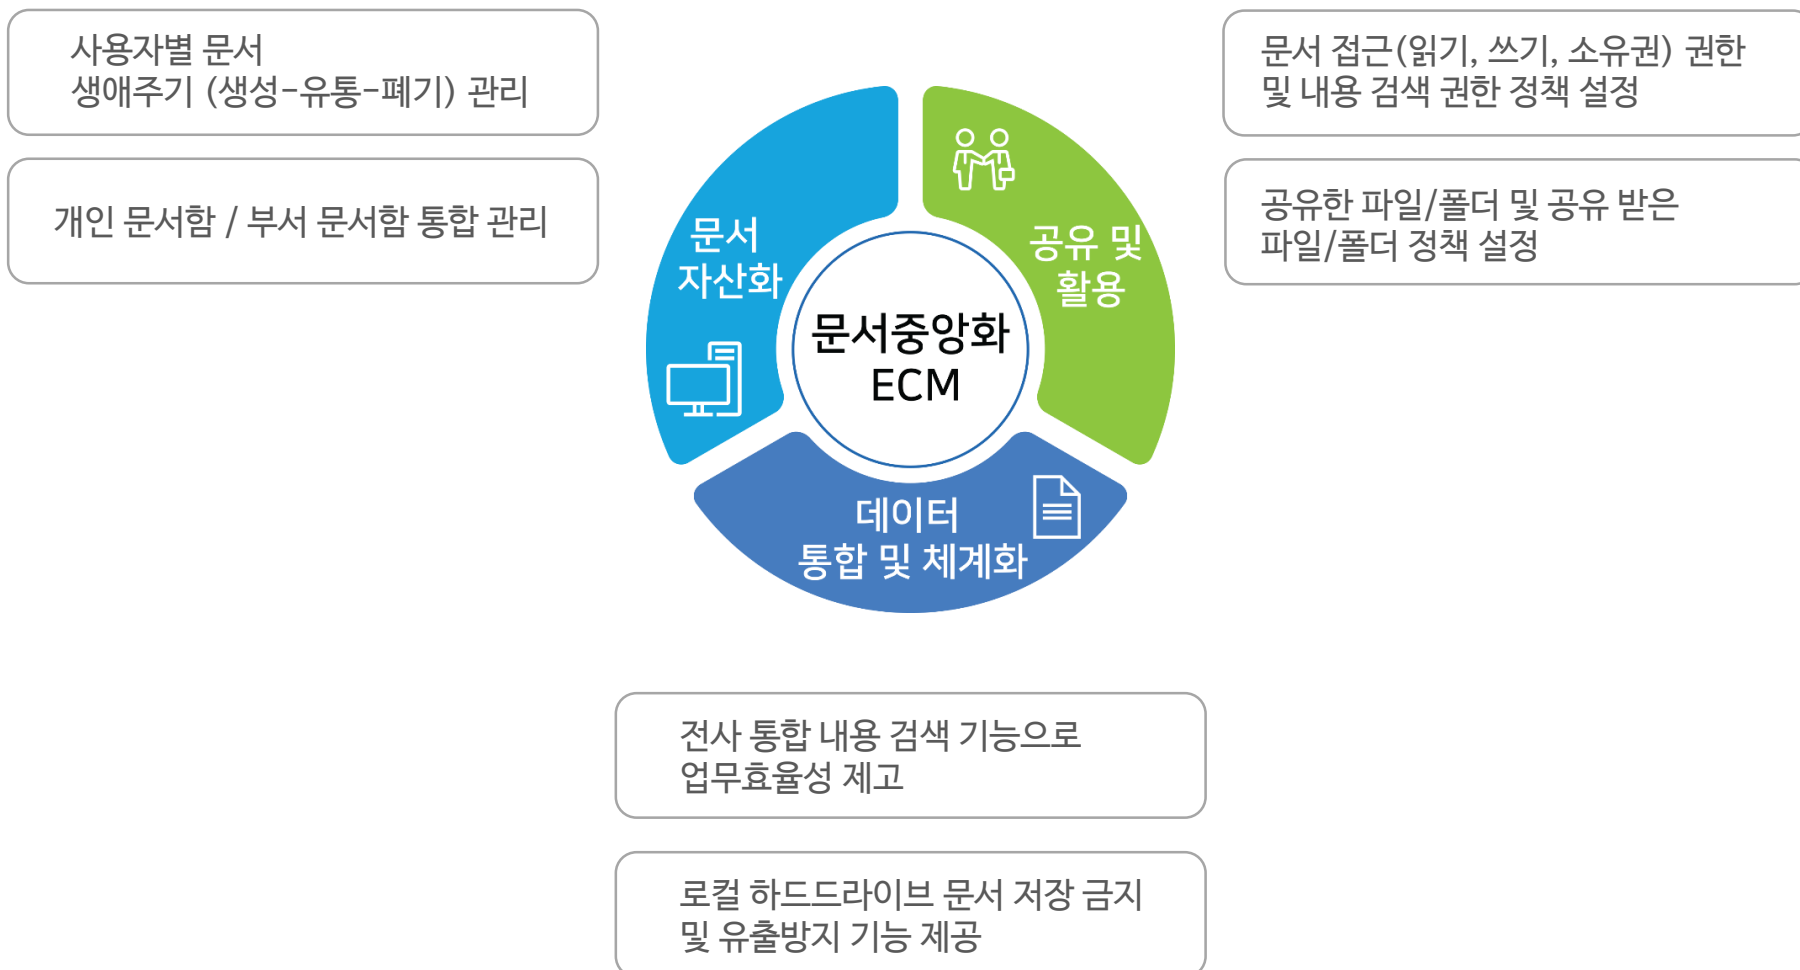 사용자별 문서
생애주기 (생성-유통-폐기) 관리
개인 문서함 / 부서 문서함 통합 관리
문서 접근(읽기, 쓰기, 소유권) 권한
및 내용 검색 권한 정책 설정
공유한 파일/폴더 및 공유 받은
파일/폴더 정책 설정
문서
자산화
공유 및
활용
문서중앙화
ECM
데이터
통합 및 체계화
전사 통합 내용 검색 기능으로
업무효율성 제고
로컬 하드드라이브 문서 저장 금지
및 유출방지 기능 제공